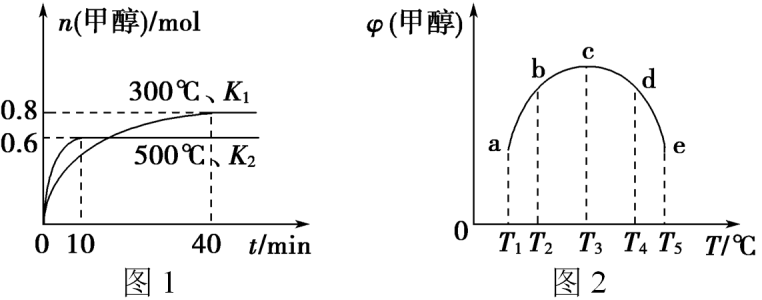 n(甲醇)/mol
300℃、K₁
0.8
0.6
500℃、K₂
0 10 40 t/min
图 1
φ(甲醇)
c
b d
a e
0
T₁ T₂ T₃ T₄ T₅ T/℃
图 2